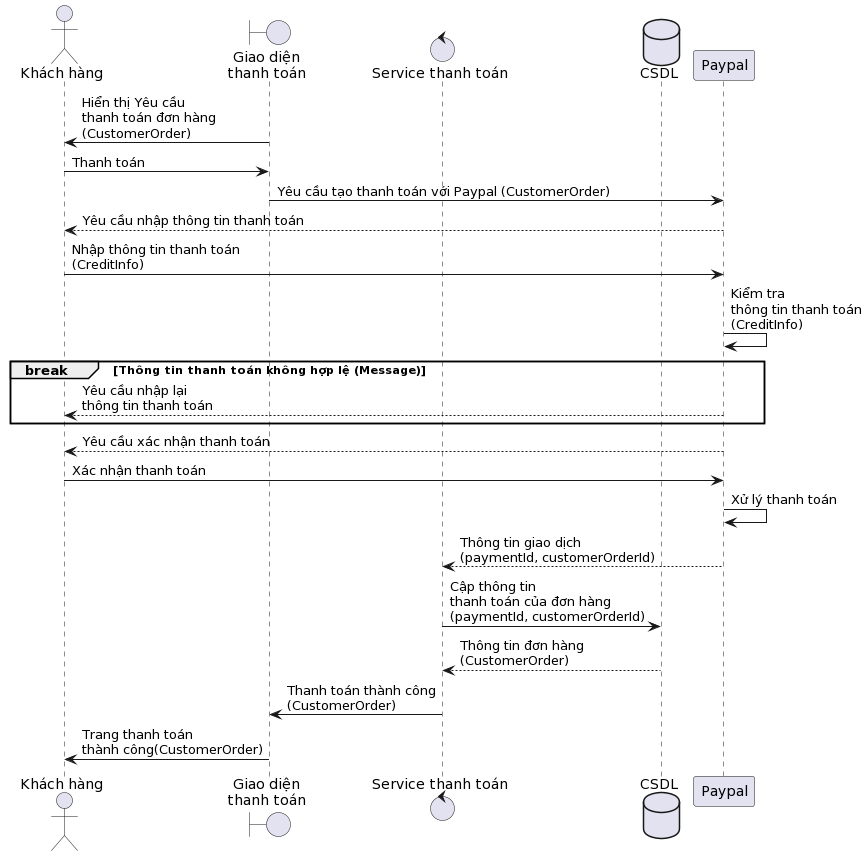 Khách hàng
Giao diện
thanh toán
Service thanh toán
CSDL
Paypal
Hiển thị Yêu cầu
thanh toán đơn hàng
(CustomerOrder)
Thanh toán
Yêu cầu tạo thanh toán với Paypal (CustomerOrder)
Yêu cầu nhập thông tin thanh toán
Nhập thông tin thanh toán
(CreditInfo)
Kiểm tra
thông tin thanh toán
(CreditInfo)
break
[Thông tin thanh toán không hợp lệ (Message)]
Yêu cầu nhập lại
thông tin thanh toán
Yêu cầu xác nhận thanh toán
Xác nhận thanh toán
Xử lý thanh toán
Thông tin giao dịch
(paymentId, customerOrderId)
Cập thông tin
thanh toán của đơn hàng
(paymentId, customerOrderId)
Thông tin đơn hàng
(CustomerOrder)
Thanh toán thành công
(CustomerOrder)
Trang thanh toán
thành công(CustomerOrder)
Khách hàng
Giao diện
thanh toán
Service thanh toán
CSDL
Paypal